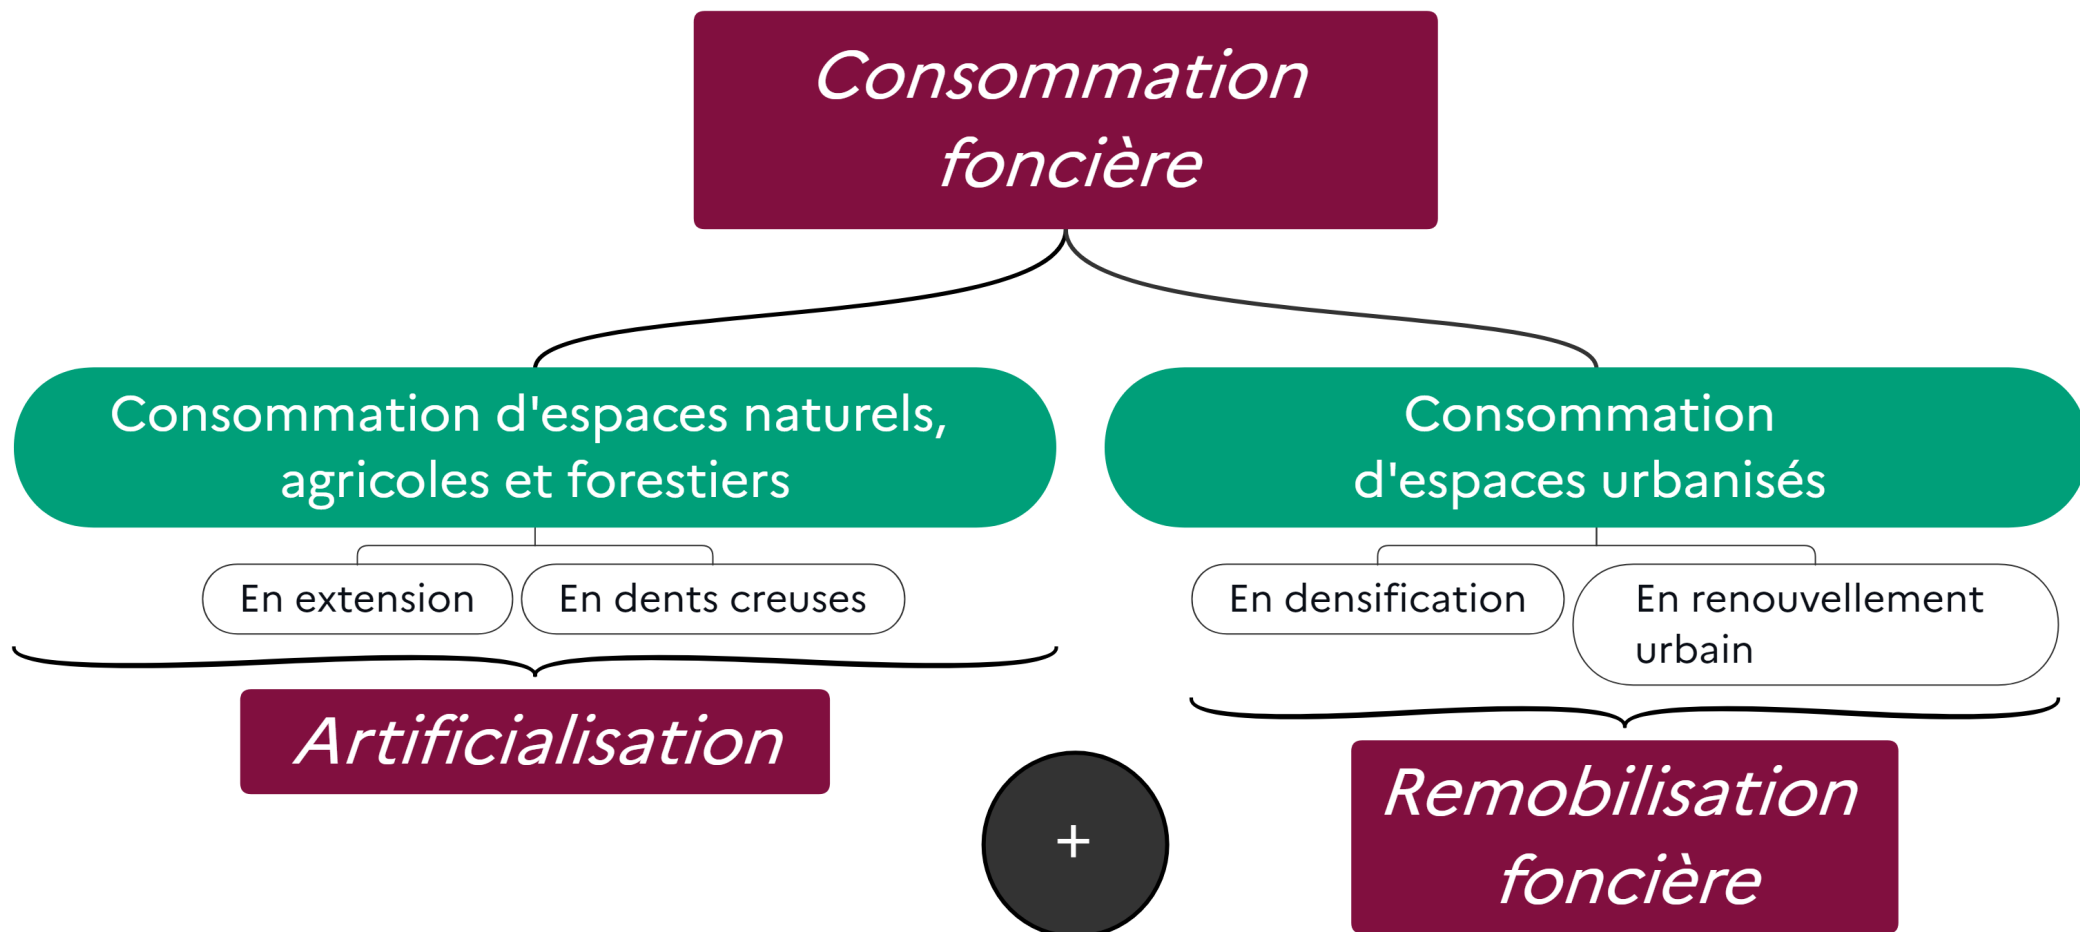 Consommation
foncière
Consommation d'espaces naturels,
agricoles et forestiers
Consommation
d'espaces urbanisés
En extension
En dents creuses
En densification
En renouvellement
urbain
Artificialisation
+
Remobilisation
foncière